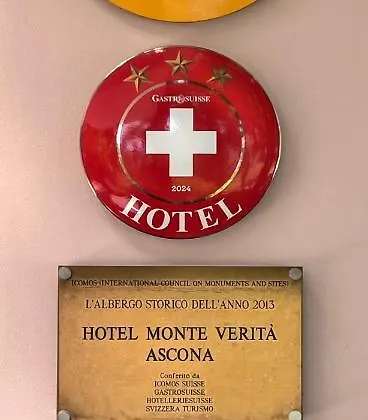 GASTROSUISSE
2024
HOTEL
ICOMOS (INTERNATIONAL COUNCIL ON MONUMENTS AND SITES)
L'ALBERGO STORICO DELL'ANNO 2013
HOTEL MONTE VERITÀ
ASCONA
Conferito da
ICOMOS SUISSE
GASTROSUISSE
HOTELLERIESUISSE
SVIZZERA TURISMO